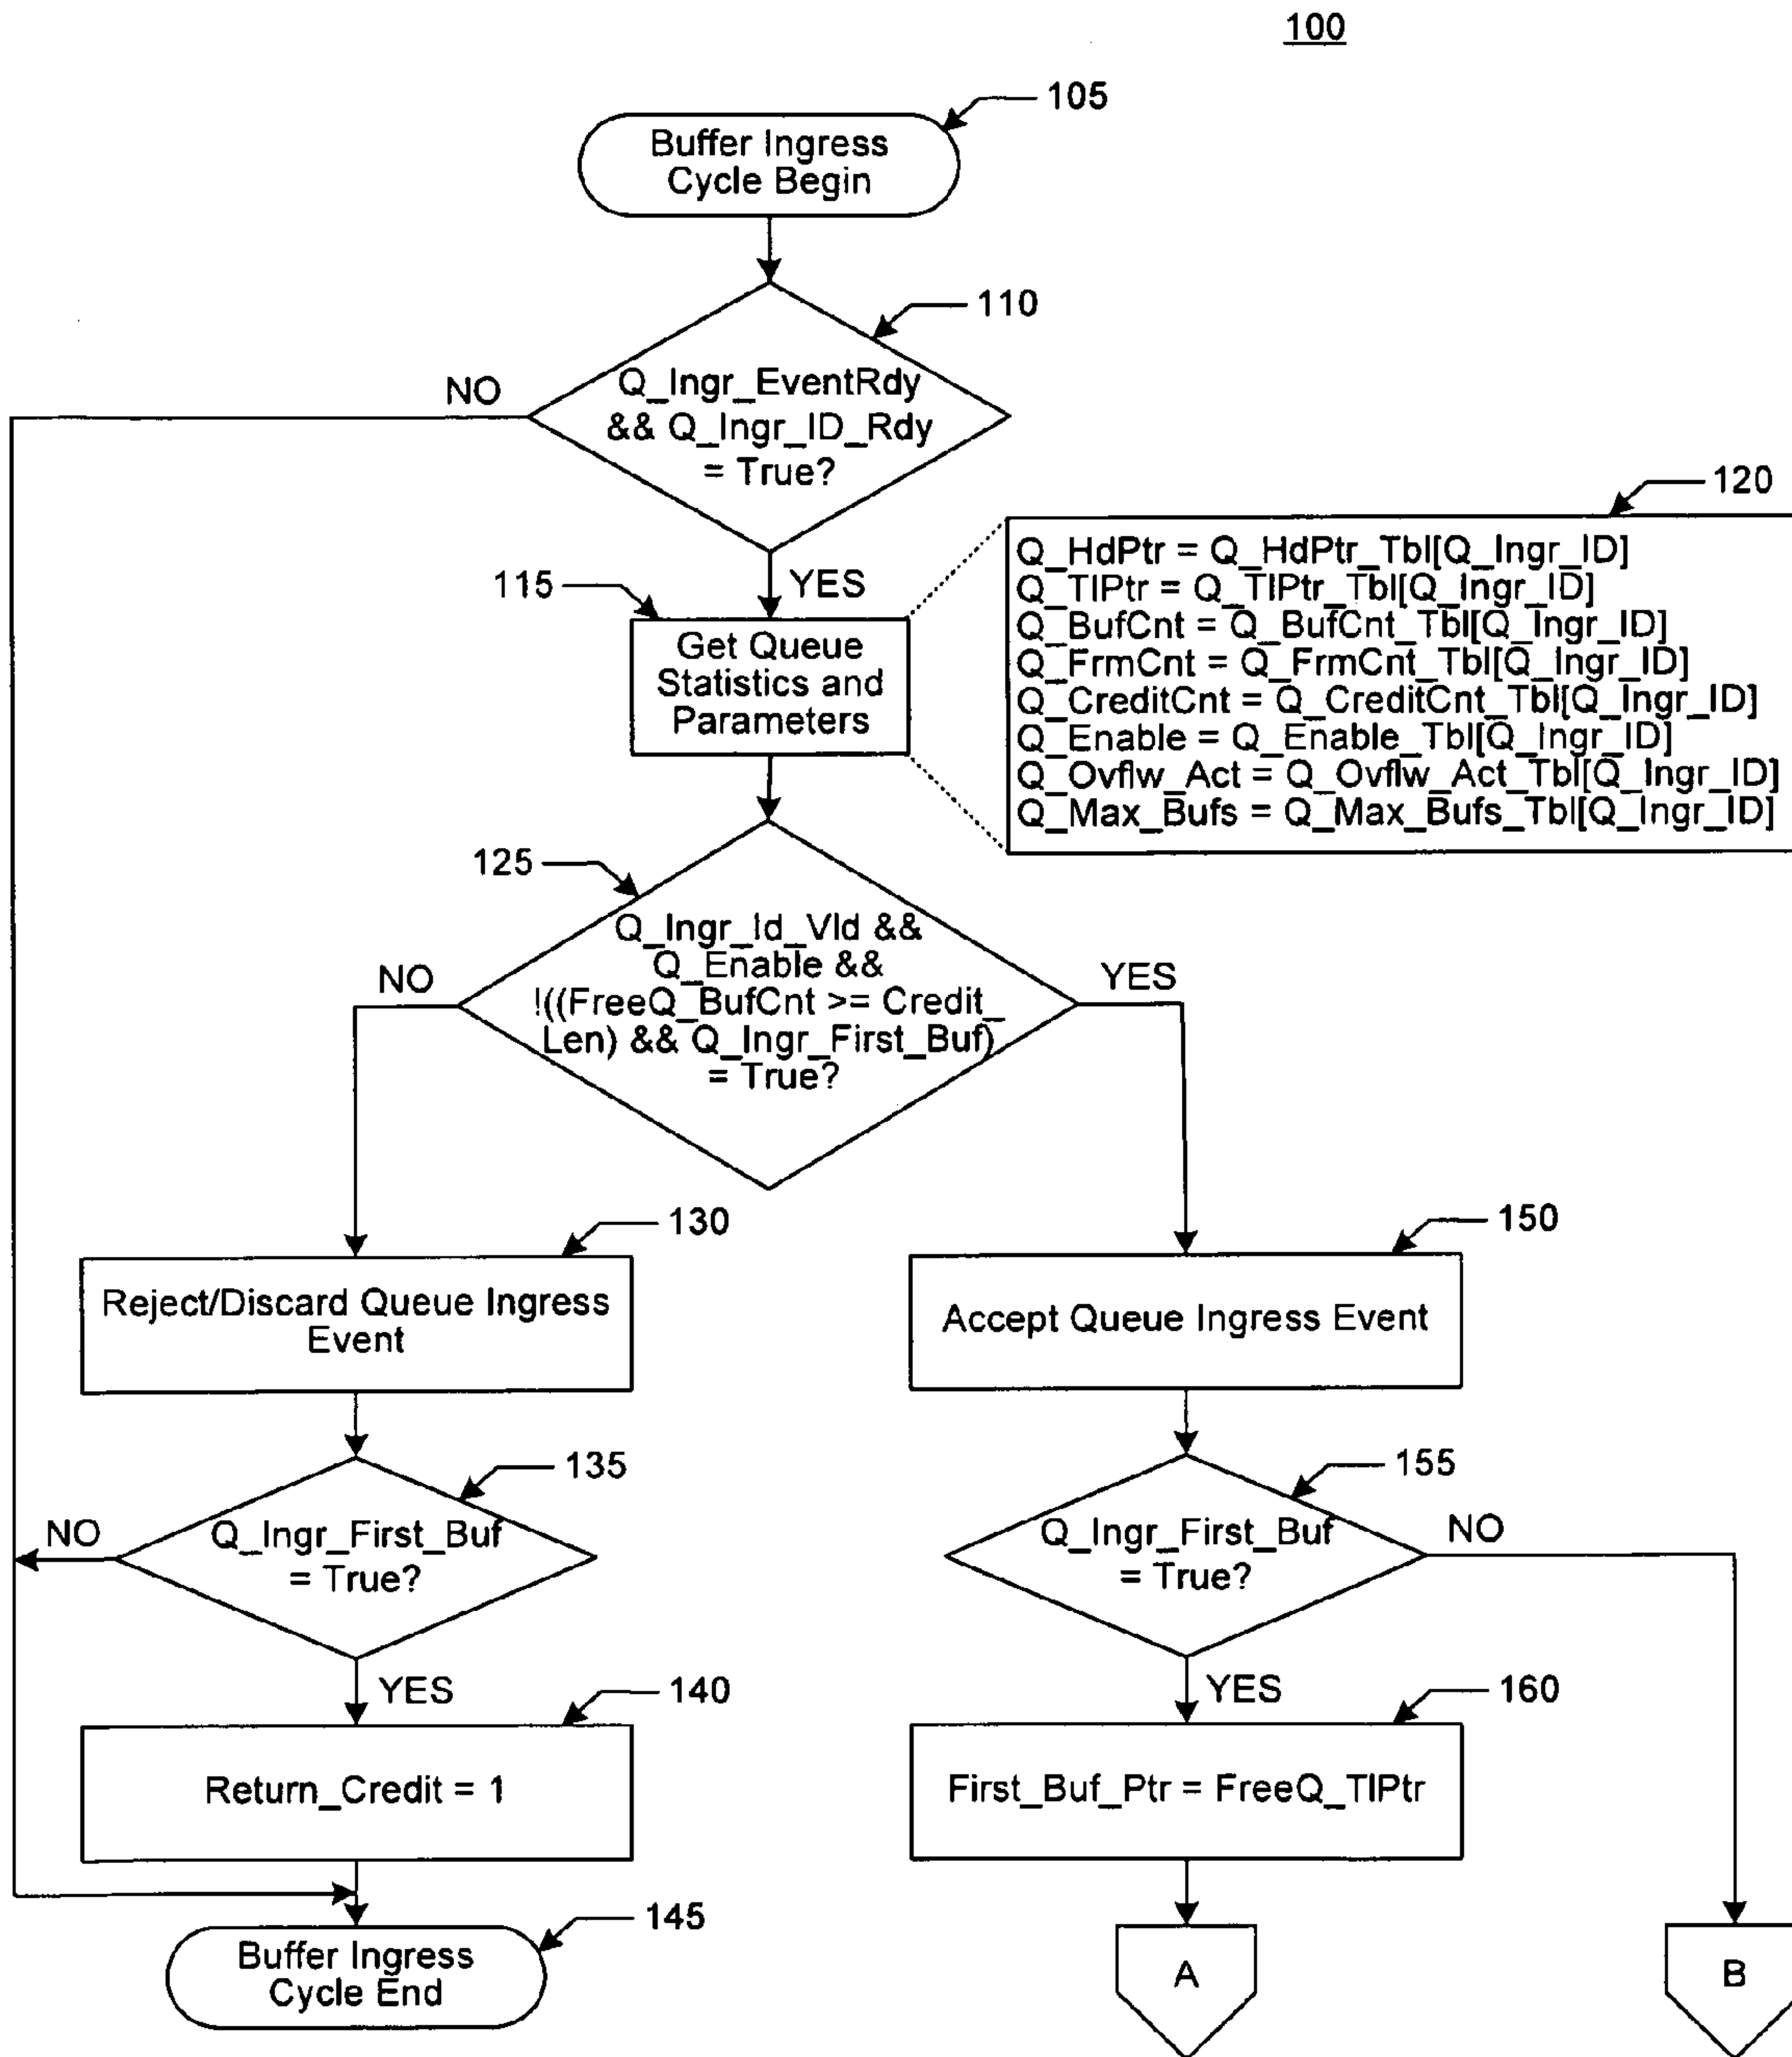 100
105
Buffer Ingress
Cycle Begin
110
NO
Q_Ingr_EventRdy
&& Q_Ingr_ID_Rdy
= True?
120
Q_HdPtr = Q_HdPtr_Tbl[Q_Ingr_ID]
Q_TlPtr = Q_TlPtr_Tbl[Q_Ingr_ID]
Q_BufCnt = Q_BufCnt_Tbl[Q_Ingr_ID]
Q_FrmCnt = Q_FrmCnt_Tbl[Q_Ingr_ID]
Q_CreditCnt = Q_CreditCnt_Tbl[Q_Ingr_ID]
Q_Enable = Q_Enable_Tbl[Q_Ingr_ID]
Q_Ovflw_Act = Q_Ovflw_Act_Tbl[Q_Ingr_ID]
Q_Max_Bufs = Q_Max_Bufs_Tbl[Q_Ingr_ID]
115
YES
Get Queue
Statistics and
Parameters
125
NO
YES
Q_Ingr_Id_Vld &&
Q_Enable &&
!((FreeQ_BufCnt >= Credit_
Len) && Q_Ingr_First_Buf)
= True?
130
Reject/Discard Queue Ingress
Event
150
Accept Queue Ingress Event
135
NO
Q_Ingr_First_Buf
= True?
155
Q_Ingr_First_Buf
= True?
NO
YES
140
Return_Credit = 1
YES
160
First_Buf_Ptr = FreeQ_TlPtr
145
Buffer Ingress
Cycle End
A
B